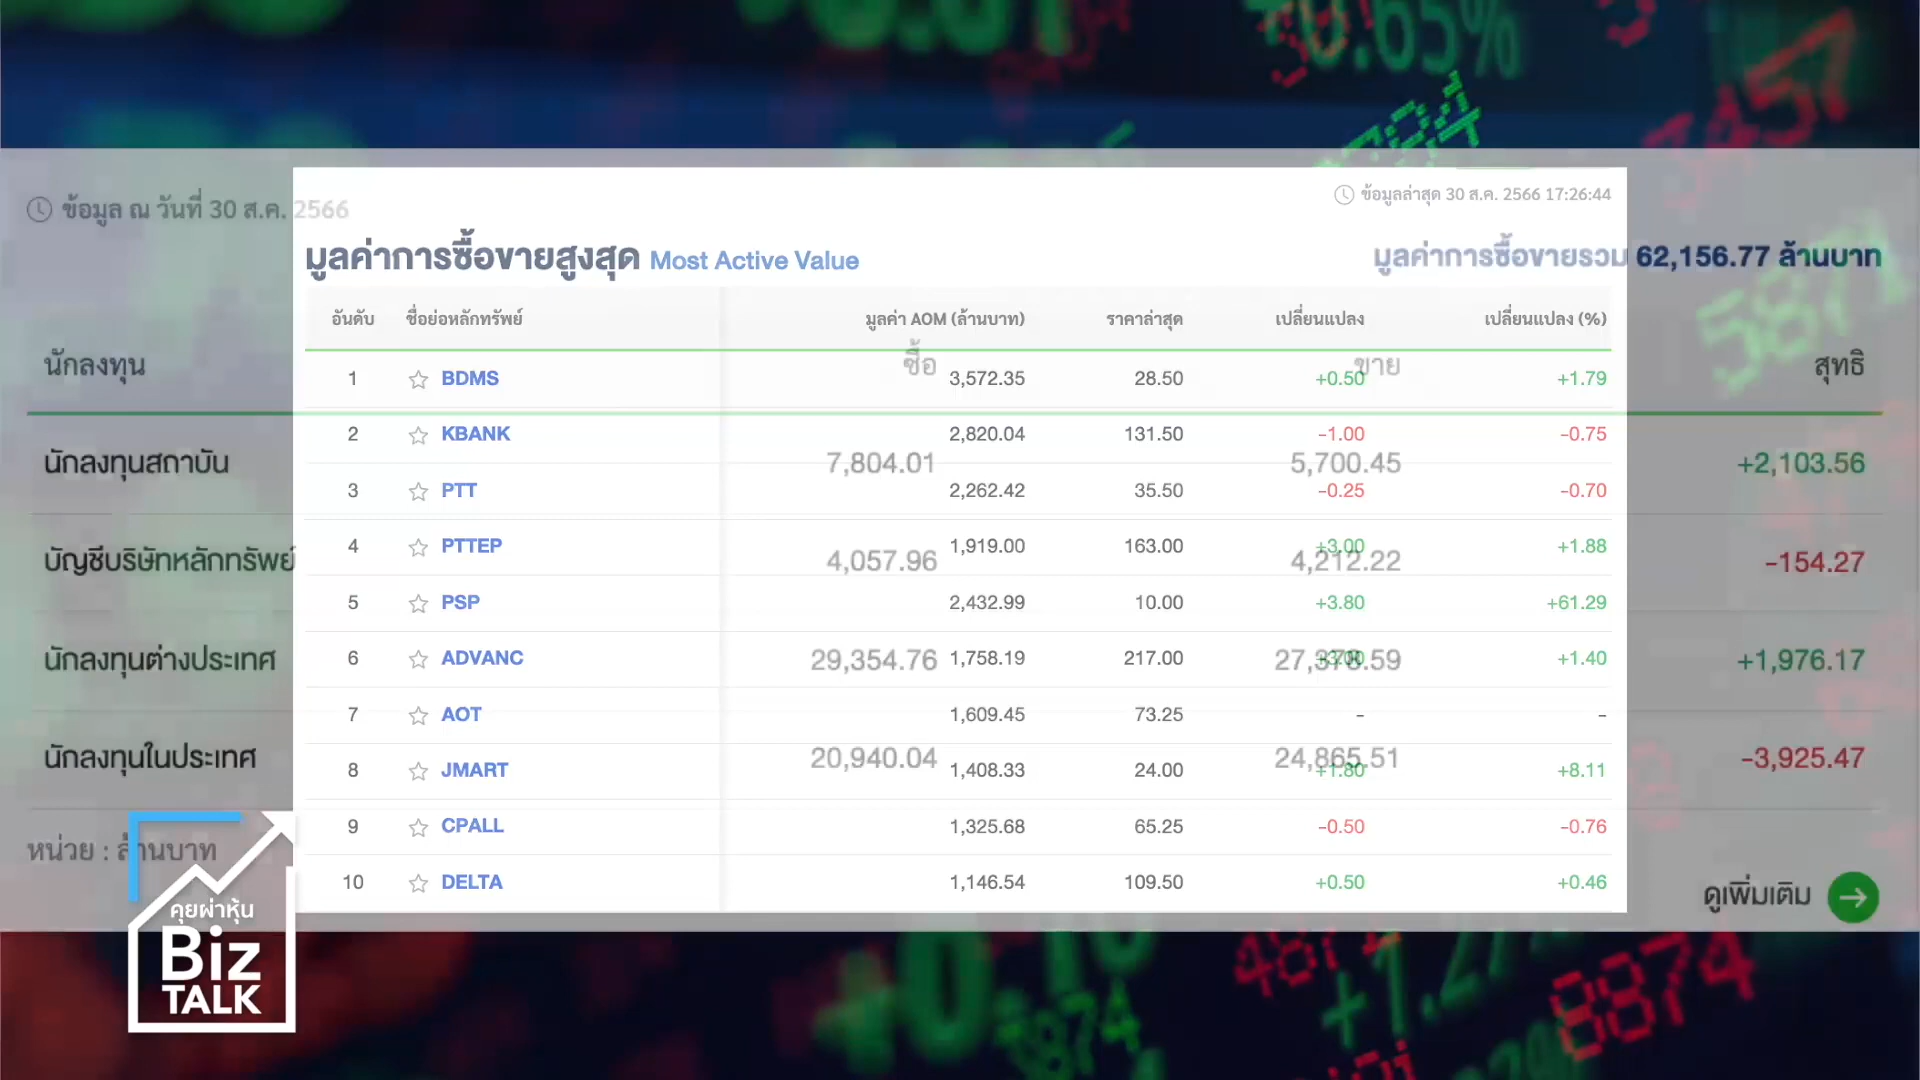 ข้อมูล ณ วันที่ 30 ส.ค. 2566
ข้อมูลล่าสุด 30 ส.ค. 2566 17:26:44
มูลค่าการซื้อขายสูงสุด Most Active Value
มูลค่าการซื้อขายรวม 62,156.77 ล้านบาท
อันดับ ชื่อย่อหลักทรัพย์ มูลค่า AOM (ล้านบาท) ราคาล่าสุด เปลี่ยนแปลง เปลี่ยนแปลง (%)
นักลงทุน ซื้อ ขาย สุทธิ
1 BDMS 3,572.35 28.50 +0.50 +1.79
2 KBANK 2,820.04 131.50 -1.00 -0.75
นักลงทุนสถาบัน 7,804.01 5,700.45 +2,103.56
3 PTT 2,262.42 35.50 -0.25 -0.70
4 PTTEP 1,919.00 163.00 +3.00 +1.88
บัญชีบริษัทหลักทรัพย์ 4,057.96 4,212.22 -154.27
5 PSP 2,432.99 10.00 +3.80 +61.29
6 ADVANC 1,758.19 217.00 +3.00 +1.40
นักลงทุนต่างประเทศ 29,354.76 27,378.59 +1,976.17
7 AOT 1,609.45 73.25 - -
นักลงทุนในประเทศ 20,940.04 24,865.51 -3,925.47
8 JMART 1,408.33 24.00 +1.80 +8.11
9 CPALL 1,325.68 65.25 -0.50 -0.76
หน่วย : ล้านบาท
10 DELTA 1,146.54 109.50 +0.50 +0.46
ดูเพิ่มเติม
คุยผ่าหุ้น
Biz
TALK